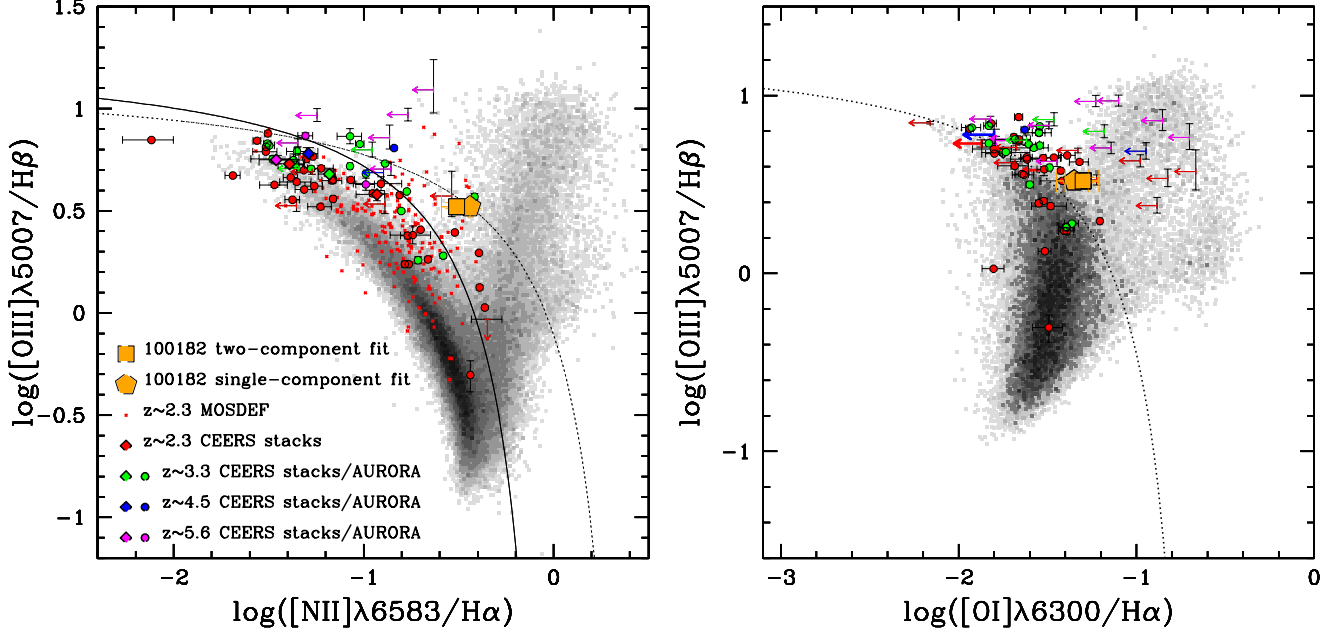 1.5
1
0.5
0
−0.5
−1
log([OIII]λ5007/Hβ)
100182 two−component fit
100182 single−component fit
z~2.3 MOSDEF
z~2.3 CEERS stacks
z~3.3 CEERS stacks/AURORA
z~4.5 CEERS stacks/AURORA
z~5.6 CEERS stacks/AURORA
−2 −1 0
log([NII]λ6583/Hα)
1
0
−1
log([OIII]λ5007/Hβ)
−3 −2 −1 0
log([OI]λ6300/Hα)